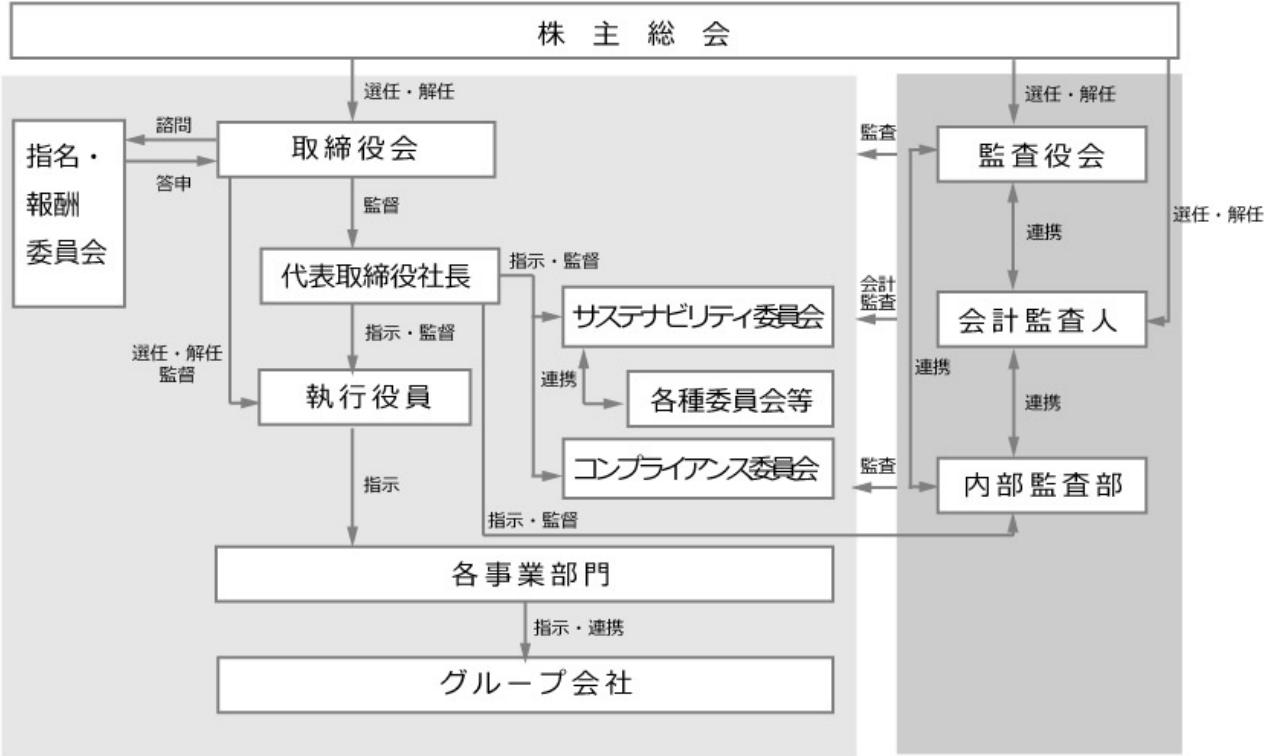 株 主 総 会
選任・解任
選任・解任
諮問
取締役会
監査
監査役会
指名・
報酬
委員会
答申
監督
選任・解任
連携
代表取締役社長
指示・監督
会計
監査
サステナビリティ委員会
会計監査人
指示・監督
選任・解任
監督
連携
連携
執行役員
各種委員会等
連携
コンプライアンス委員会
監査
内部監査部
指示
指示・監督
各事業部門
指示・連携
グループ会社